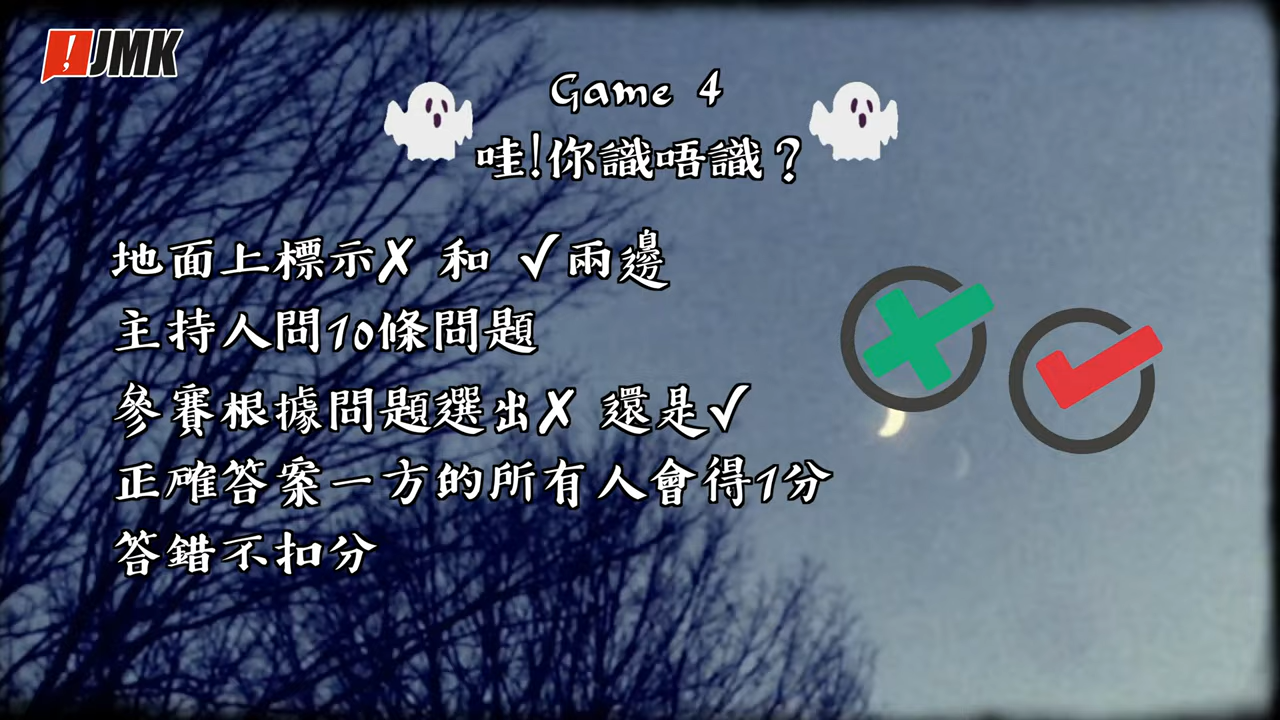 !JMK
Game 4
哇!你識唔識？
地面上標示✗ 和 ✓兩邊
主持人問10條問題
參賽根據問題選出✗ 還是✓
正確答案一方的所有人會得1分
答錯不扣分